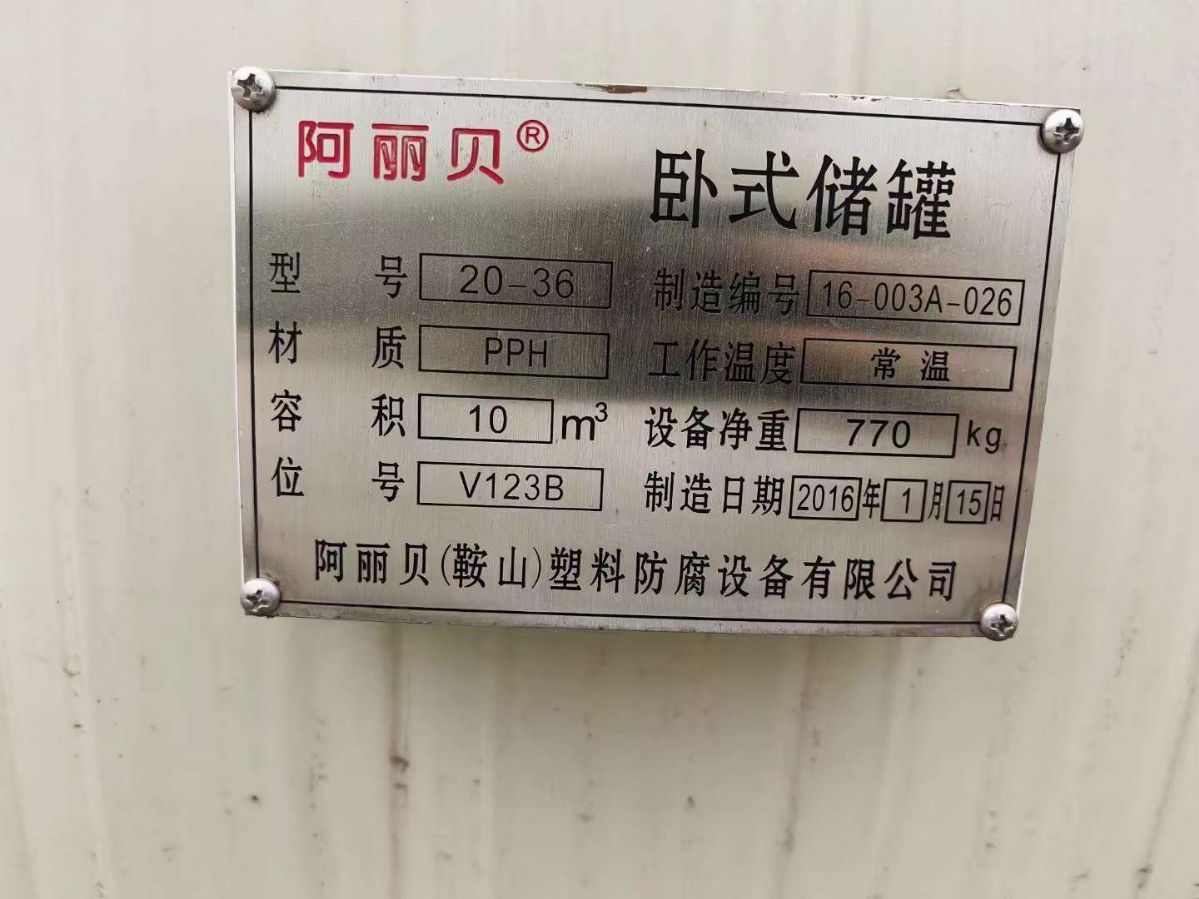 阿丽贝® 卧式储罐
型号 20-36 制造编号 16-003A-026
材质 PPH 工作温度 常温
容积 10 m³ 设备净重 770 kg
位号 V123B 制造日期 2016年1月15日
阿丽贝(鞍山)塑料防腐设备有限公司